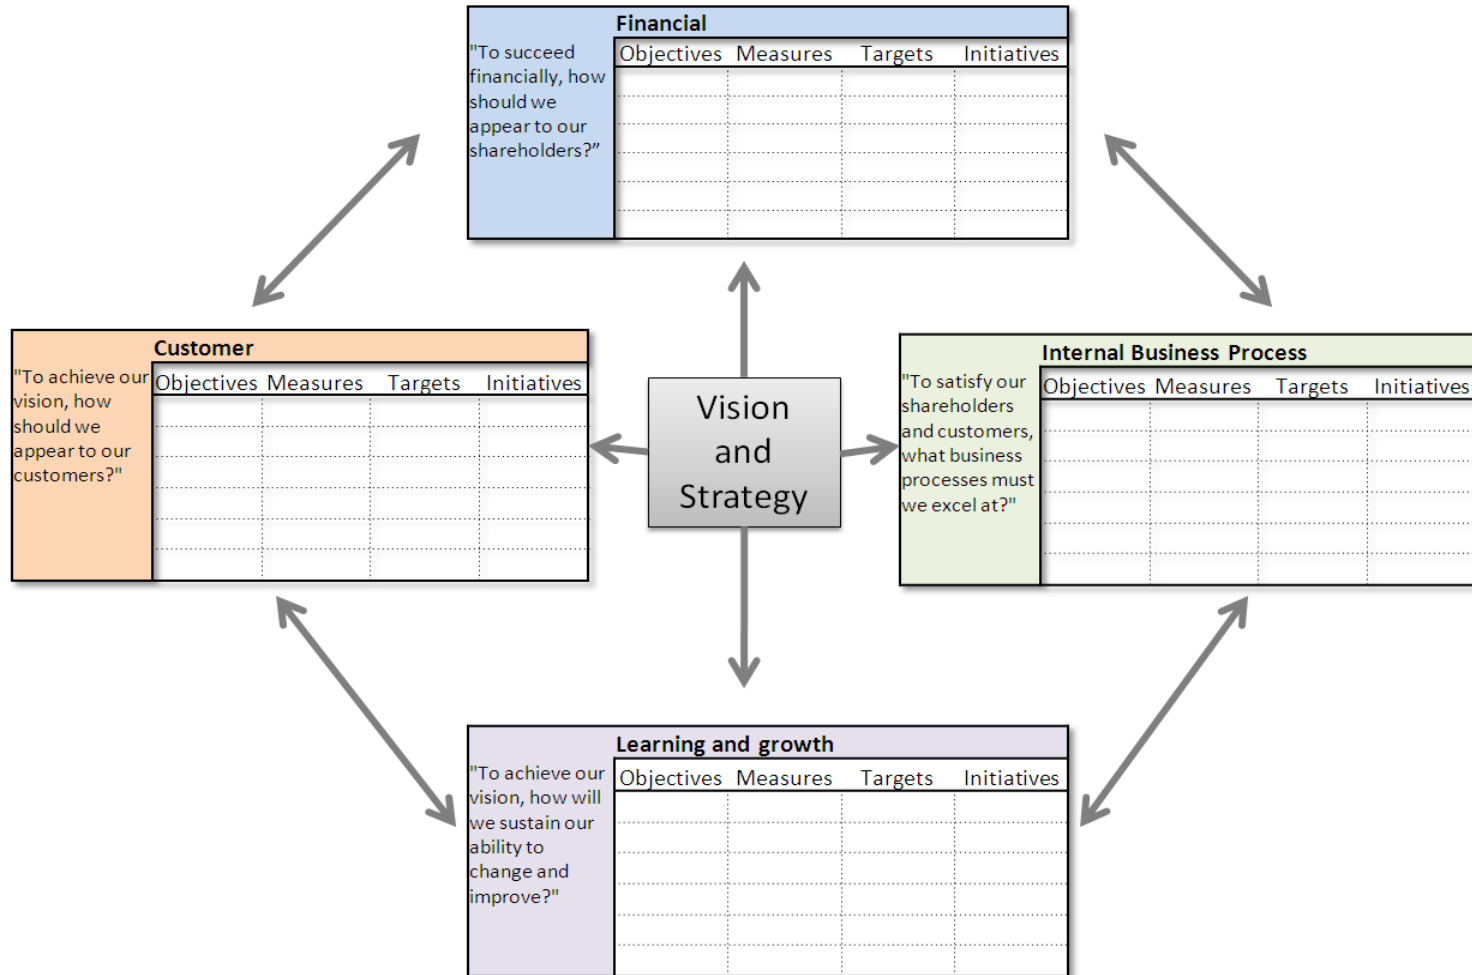 Financial
"To succeed
financially, how
should we
appear to our
shareholders?”
Objectives Measures Targets Initiatives
Customer
"To achieve our
vision, how
should we
appear to our
customers?"
Objectives Measures Targets Initiatives
Vision
and
Strategy
Internal Business Process
"To satisfy our
shareholders
and customers,
what business
processes must
we excel at?"
Objectives Measures Targets Initiatives
Learning and growth
"To achieve our
vision, how will
we sustain our
ability to
change and
improve?"
Objectives Measures Targets Initiatives